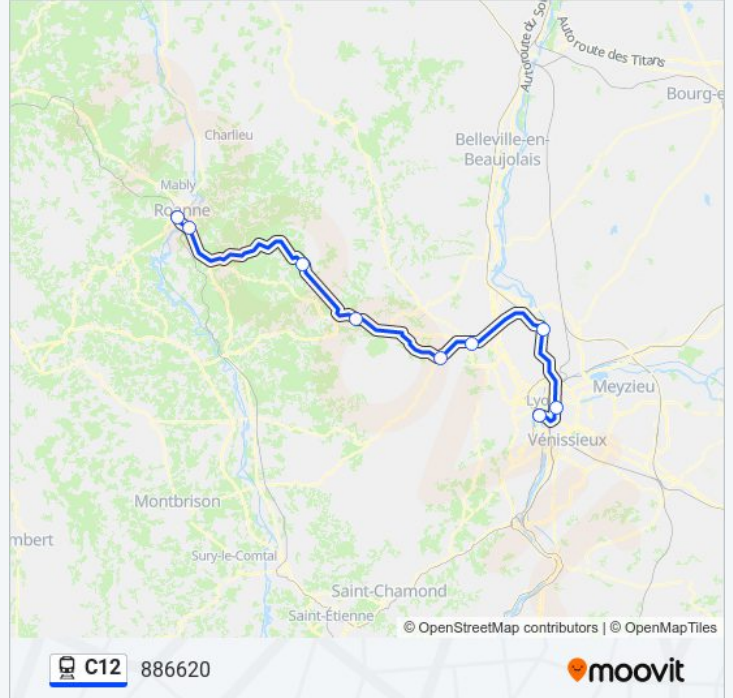 Autoroute du So
Autoroute des Titans
Bourg-e
Charlieu
Belleville-en-
Beaujolais
Mably
Roanne
Meyzieu
Lyo
Vénissieux
Montbrison
mbert
Sury-le-Comtal
Saint-Chamond
Saint-Étienne
© OpenStreetMap contributors | © OpenMapTiles
C12 886620
moovit